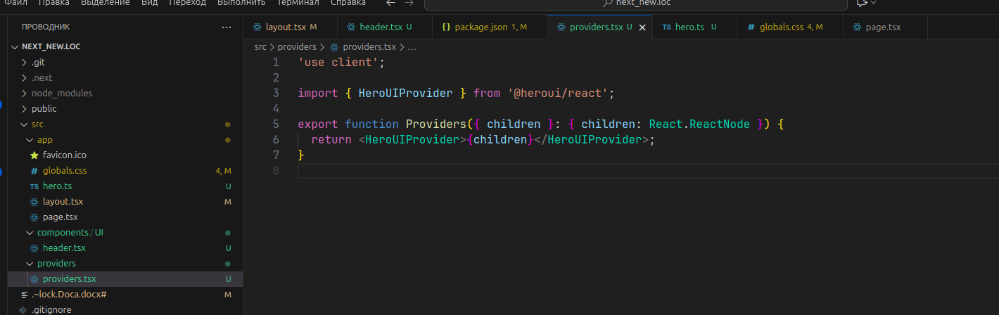 Файл Правка Выделение Вид Переход Выполнить Терминал Справка next_new.loc
ПРОВОДНИК ...
layout.tsx M header.tsx U {} package.json 1, M providers.tsx U TS hero.ts U # globals.css 4, M page.tsx
NEXT_NEW.LOC
.git
.next
node_modules
public
src
app
favicon.ico
# globals.css 4, M
TS hero.ts U
layout.tsx M
page.tsx
components/UI
header.tsx U
providers
providers.tsx U
.~lock.Doca.docx# M
.gitignore
src > providers > providers.tsx > ...
1 'use client';
2
3 import { HeroUIProvider } from '@heroui/react';
4
5 export function Providers({ children }: { children: React.ReactNode }) {
6 return <HeroUIProvider>{children}</HeroUIProvider>;
7 }
8